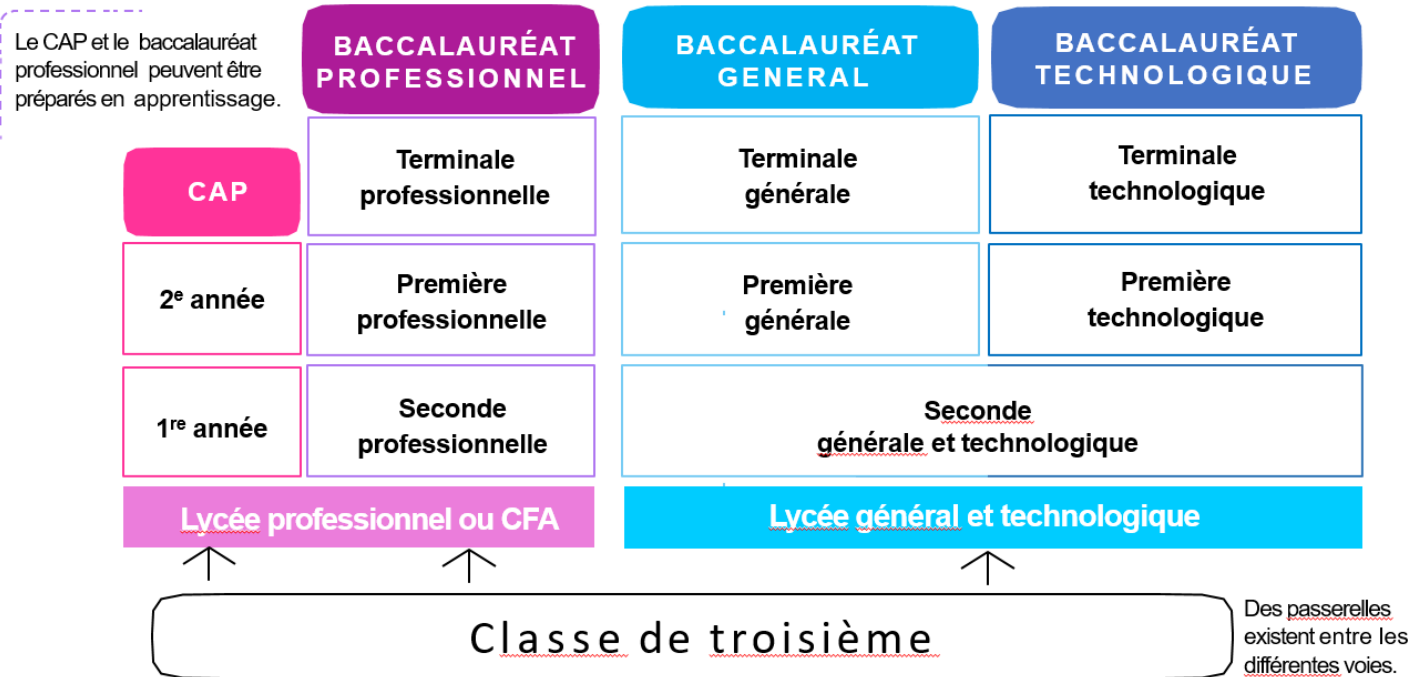 Le CAP et le baccalauréat
professionnel peuvent être
préparés en apprentissage.
BACCALAURÉAT
PROFESSIONNEL
BACCALAURÉAT
GENERAL
BACCALAURÉAT
TECHNOLOGIQUE
CAP
Terminale
professionnelle
Terminale
générale
Terminale
technologique
2e année
Première
professionnelle
Première
générale
Première
technologique
1re année
Seconde
professionnelle
Seconde
générale et technologique
Lycée professionnel ou CFA
Lycée général et technologique
Classe de troisième
Des passerelles
existent entre les
différentes voies.